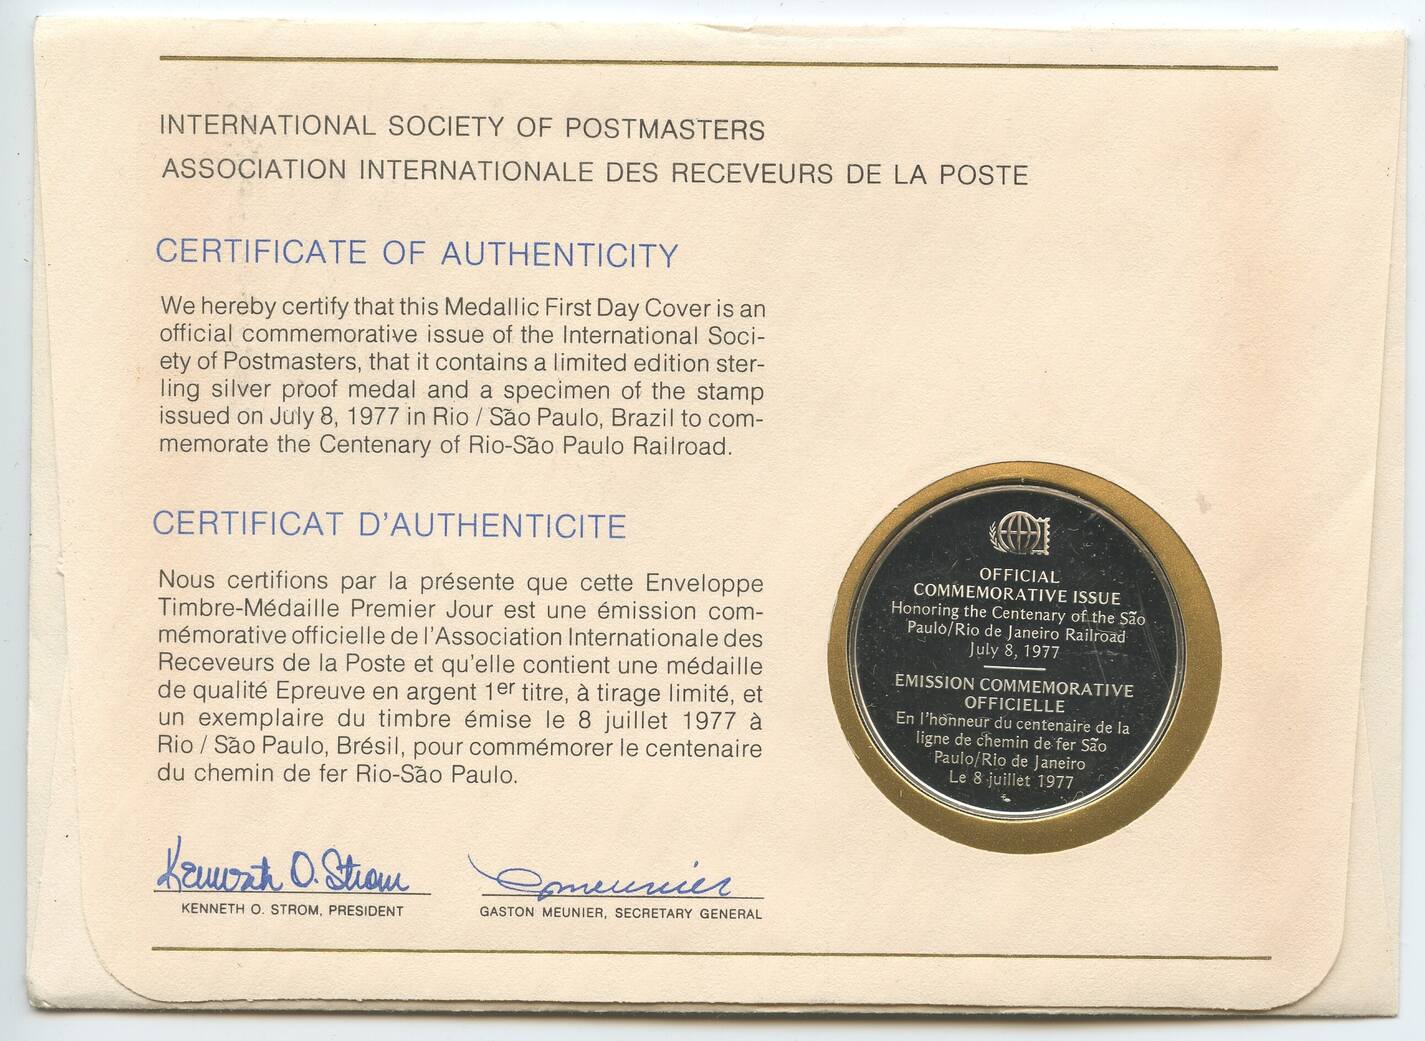 INTERNATIONAL SOCIETY OF POSTMASTERS
ASSOCIATION INTERNATIONALE DES RECEVEURS DE LA POSTE
CERTIFICATE OF AUTHENTICITY
We hereby certify that this Medallic First Day Cover is an
official commemorative issue of the International Soci-
ety of Postmasters, that it contains a limited edition ster-
ling silver proof medal and a specimen of the stamp
issued on July 8, 1977 in Rio / São Paulo, Brazil to com-
memorate the Centenary of Rio-São Paulo Railroad.
CERTIFICAT D'AUTHENTICITE
Nous certifions par la présente que cette Enveloppe
Timbre-Médaille Premier Jour est une émission com-
mémorative officielle de l'Association Internationale des
Receveurs de la Poste et qu'elle contient une médaille
de qualité Epreuve en argent 1er titre, à tirage limité, et
un exemplaire du timbre émise le 8 juillet 1977 à
Rio / São Paulo, Brésil, pour commémorer le centenaire
du chemin de fer Rio-São Paulo.
Kenneth O. Strom
KENNETH O. STROM, PRESIDENT
Gmeunier
GASTON MEUNIER, SECRETARY GENERAL
OFFICIAL
COMMEMORATIVE ISSUE
Honoring the Centenary of the São
Paulo/Rio de Janeiro Railroad
July 8, 1977
EMISSION COMMEMORATIVE
OFFICIELLE
En l'honneur du centenaire de la
ligne de chemin de fer São
Paulo/Rio de Janeiro
Le 8 juillet 1977